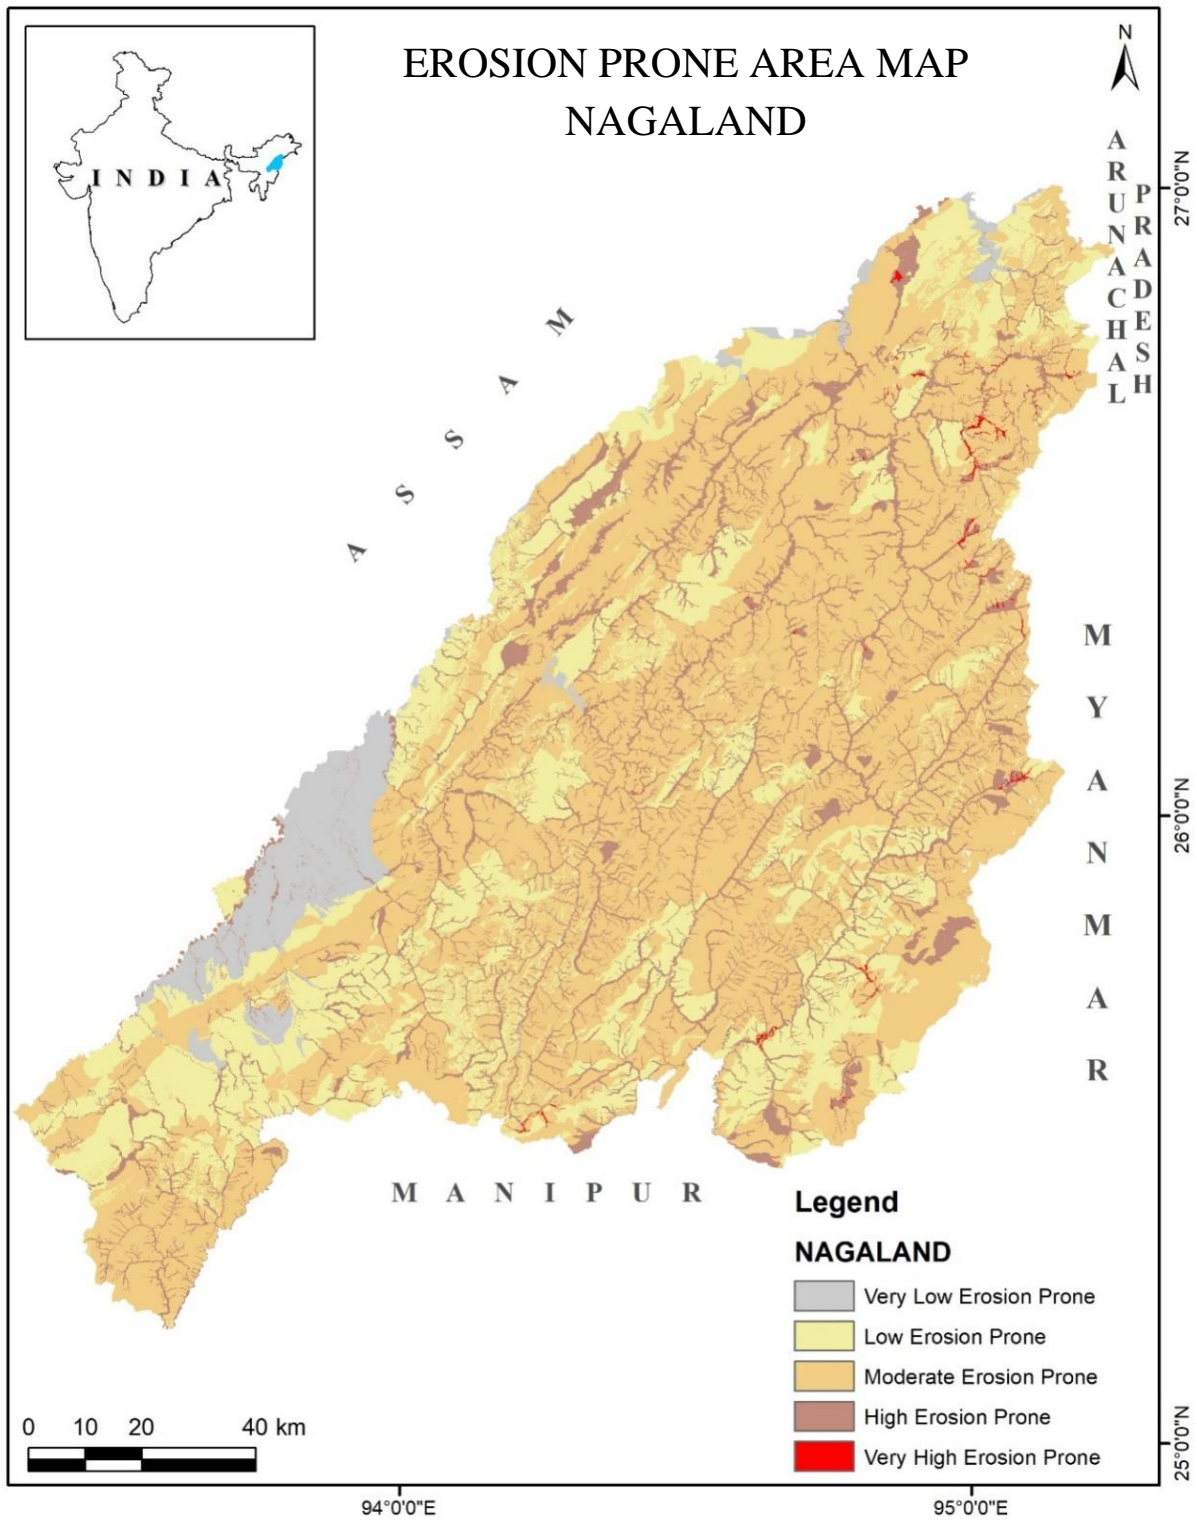 EROSION PRONE AREA MAP
NAGALAND
I N D I A
N
ARUNACHAL
PRADESH
27°0'0"N
ASSAM
MYANMAR
26°0'0"N
MANIPUR
Legend
NAGALAND
Very Low Erosion Prone
Low Erosion Prone
Moderate Erosion Prone
High Erosion Prone
Very High Erosion Prone
0 10 20 40 km
25°0'0"N
94°0'0"E
95°0'0"E